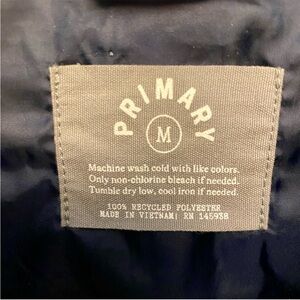 PRIMARY
M
Machine wash cold with like colors.
Only non-chlorine bleach if needed.
Tumble dry low, cool iron if needed.
100% RECYCLED POLYESTER
MADE IN VIETNAM| RN 145938